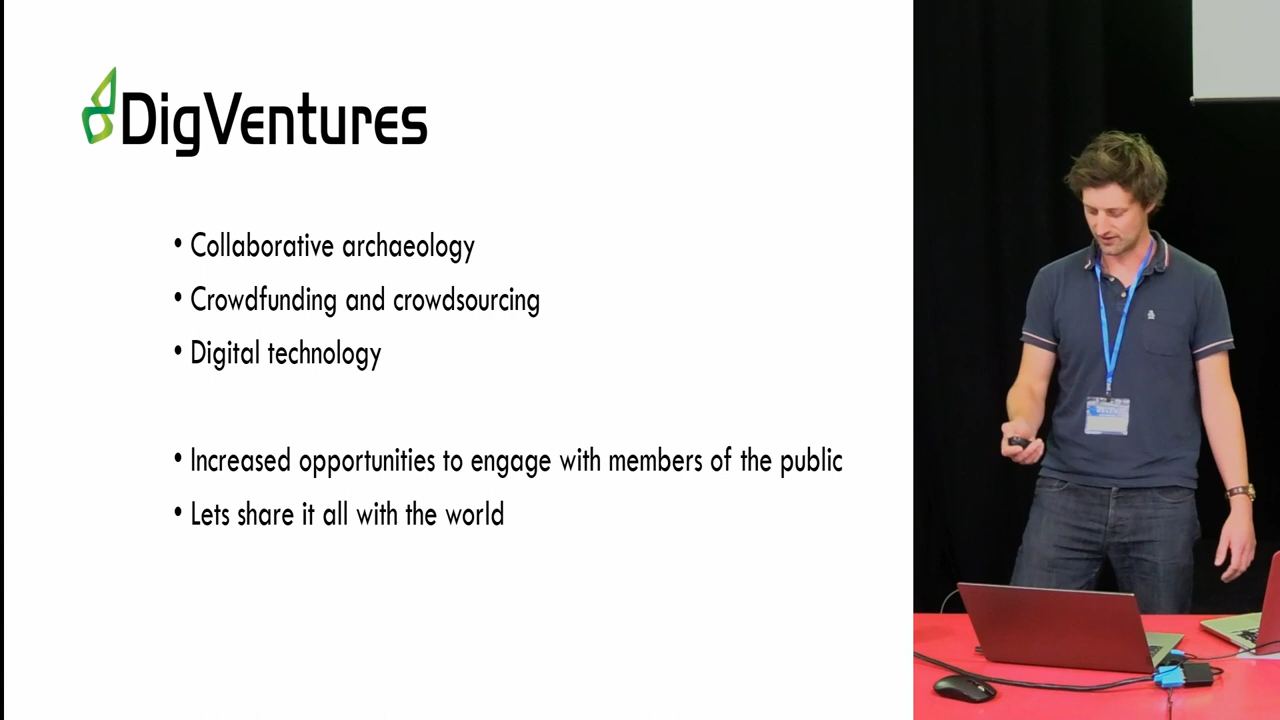 DigVentures
• Collaborative archaeology
• Crowdfunding and crowdsourcing
• Digital technology
• Increased opportunities to engage with members of the public
• Lets share it all with the world